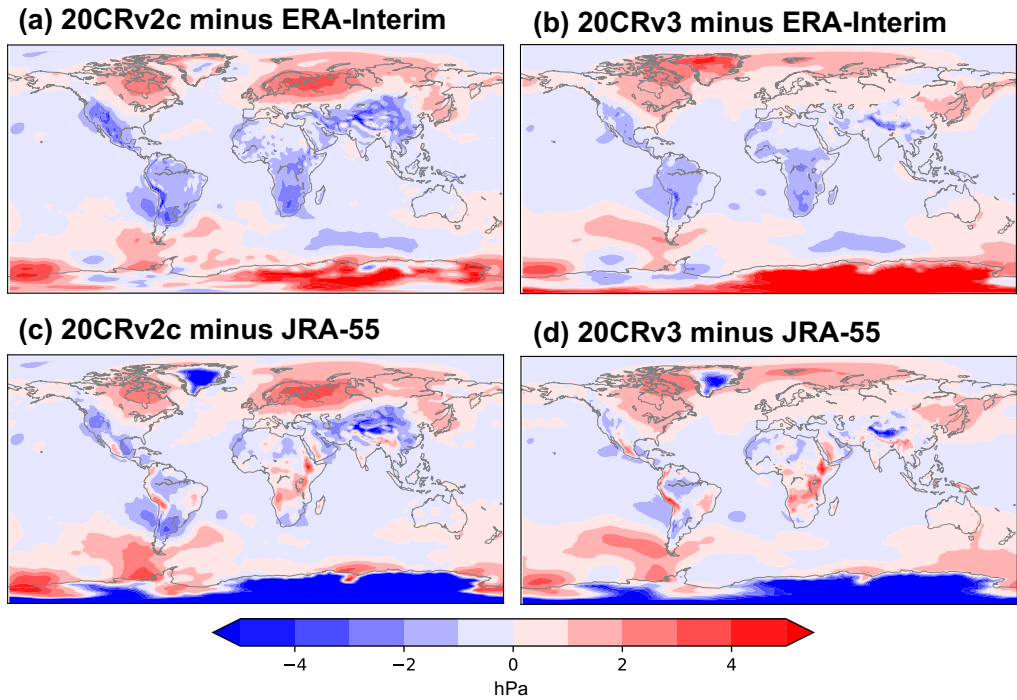 (a) 20CRv2c minus ERA-Interim
(b) 20CRv3 minus ERA-Interim
(c) 20CRv2c minus JRA-55
(d) 20CRv3 minus JRA-55
−4 −2 0 2 4
hPa